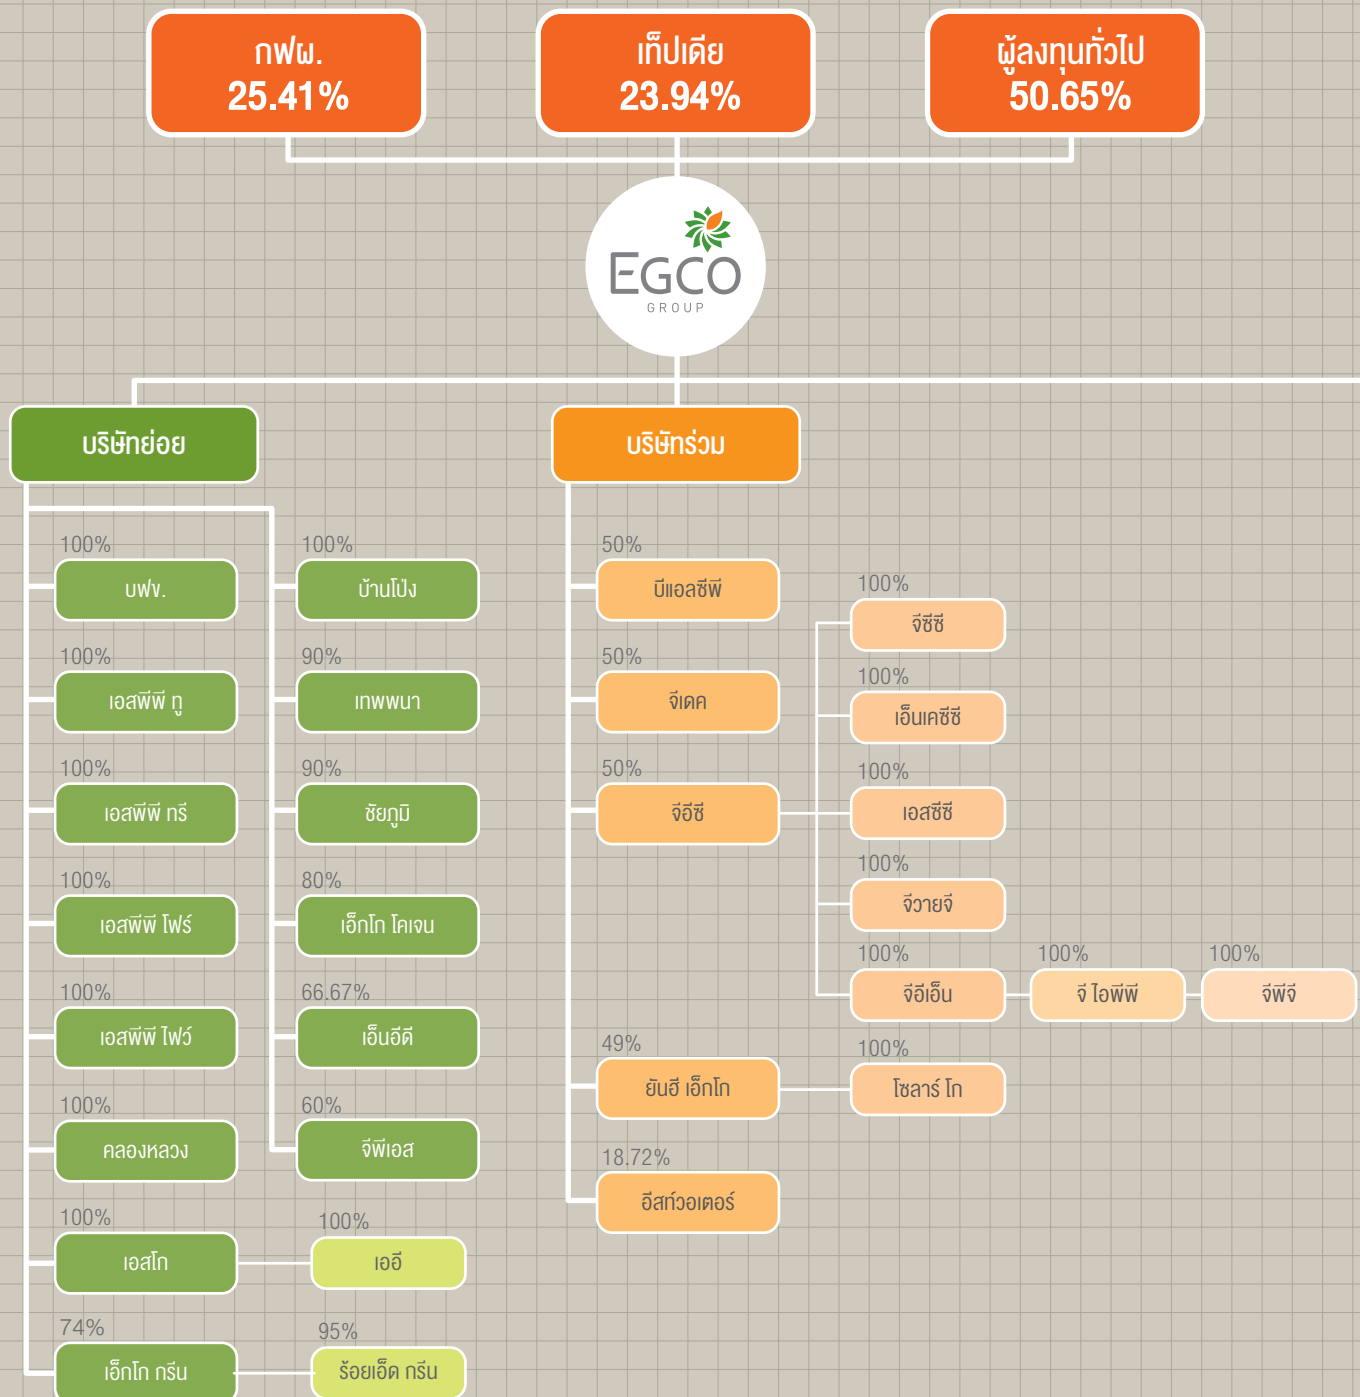 กฟผ.
25.41%
เท็ปเดีย
23.94%
ผู้ลงทุนทั่วไป
50.65%
EGCO
GROUP
บริษัทย่อย
บริษัทร่วม
100%
บฟข.
100%
เอสพีพี ทู
100%
เอสพีพี ทรี
100%
เอสพีพี โฟร์
100%
เอสพีพี ไฟว์
100%
คลองหลวง
100%
เอสโก
100%
เออี
74%
เอ็กโก กรีน
95%
ร้อยเอ็ด กรีน
100%
บ้านโป่ง
90%
เทพพนา
90%
ชัยภูมิ
80%
เอ็กโก โคเจน
66.67%
เอ็นอีดี
60%
จีพีเอส
50%
บีแอลซีพี
50%
จีเดค
50%
จีอีซี
100%
จีซีซี
100%
เอ็นเคซีซี
100%
เอสซีซี
100%
จีวายจี
100%
จีอีเอ็น
100%
จี ไอพีพี
100%
จีพีจี
49%
ยันฮี เอ็กโก
100%
โซลาร์ โก
18.72%
อีสท์วอเตอร์